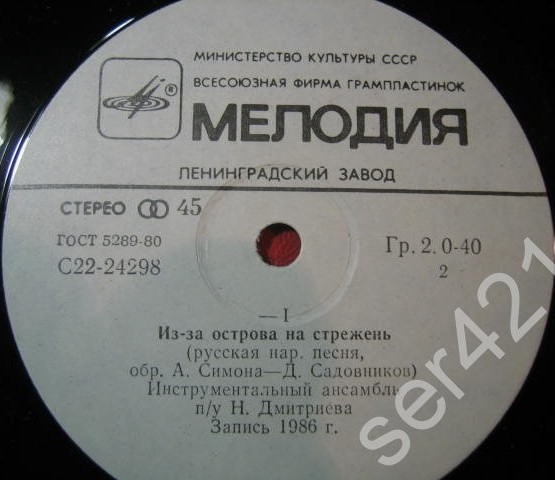 МИНИСТЕРСТВО КУЛЬТУРЫ СССР
ВСЕСОЮЗНАЯ ФИРМА ГРАМПЛАСТИНОК
®
МЕЛОДИЯ
ЛЕНИНГРАДСКИЙ ЗАВОД
СТЕРЕО 45
ГОСТ 5289-80
С22-24298
Гр. 2. 0-40
2
—I
Из-за острова на стрежень
(русская нар. песня,
обр. А. Симона—Д. Садовников)
Инструментальный ансамбль
п/у Н. Дмитриева
Запись 1986 г.
ser421